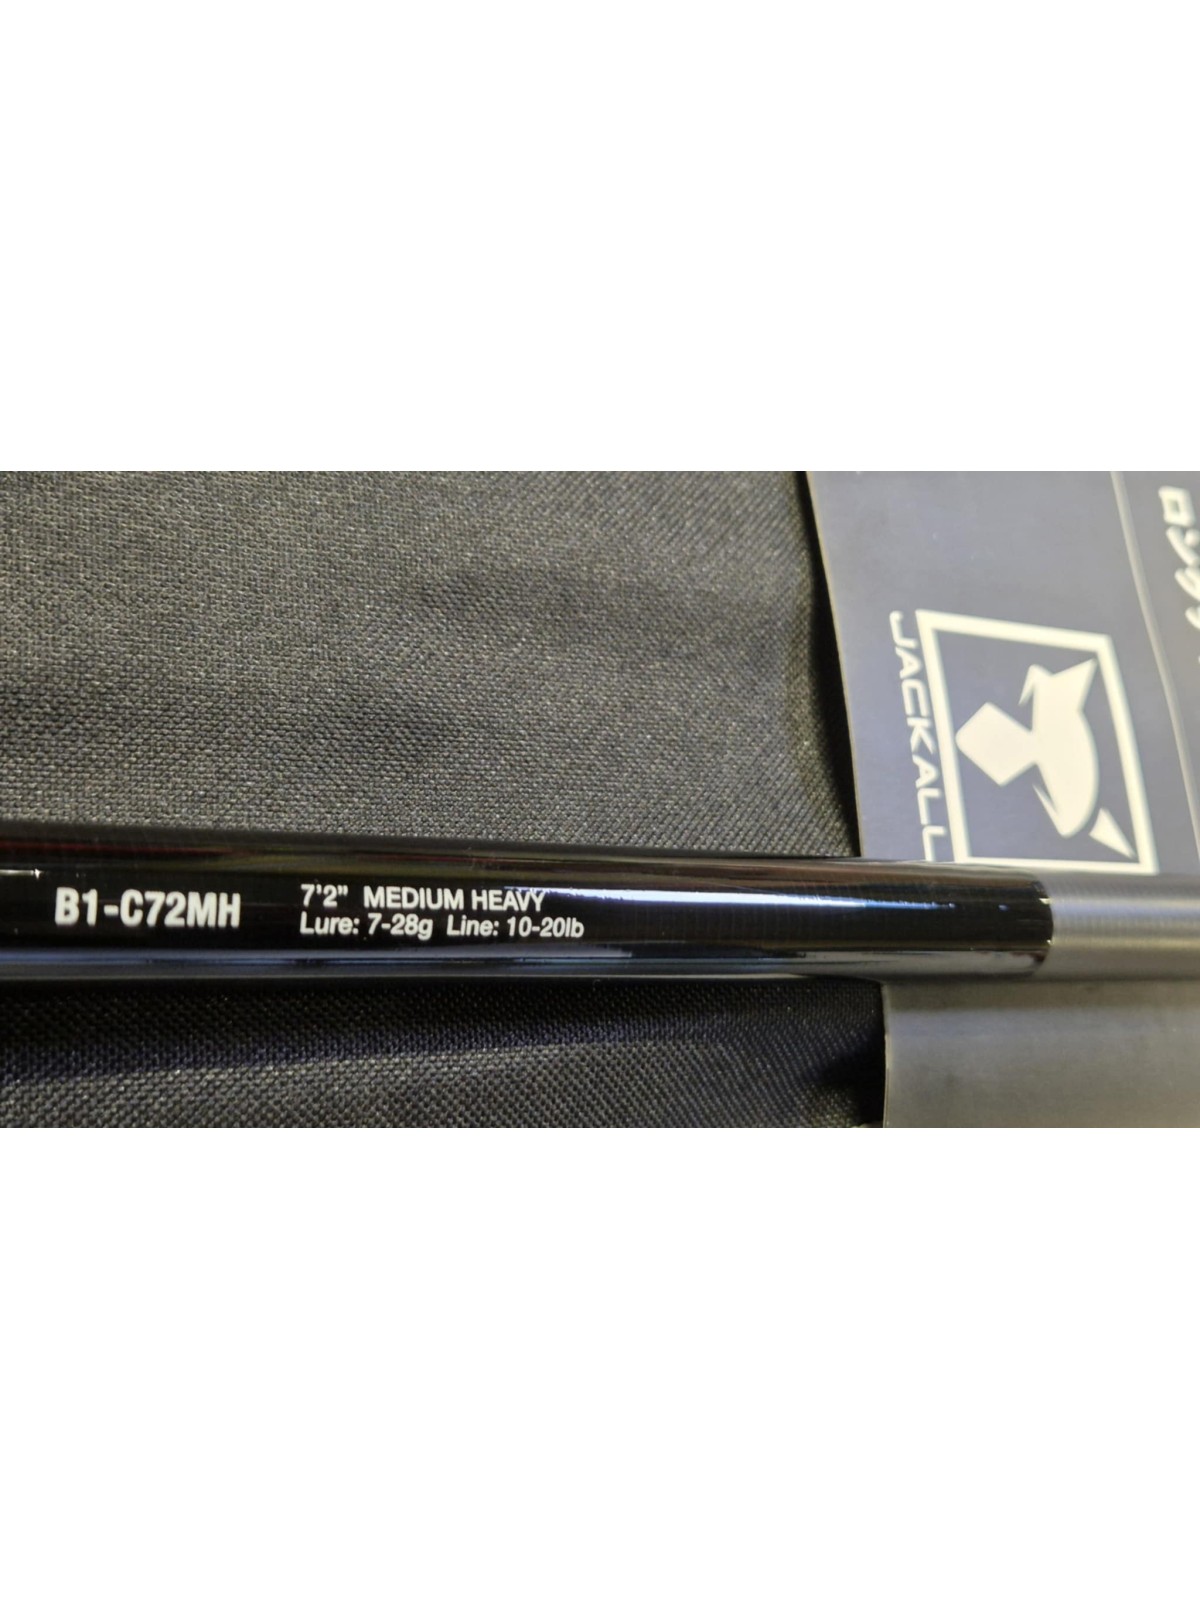 B1-C72MH
7'2" MEDIUM HEAVY
Lure: 7-28g Line: 10-20lb
JACKALL